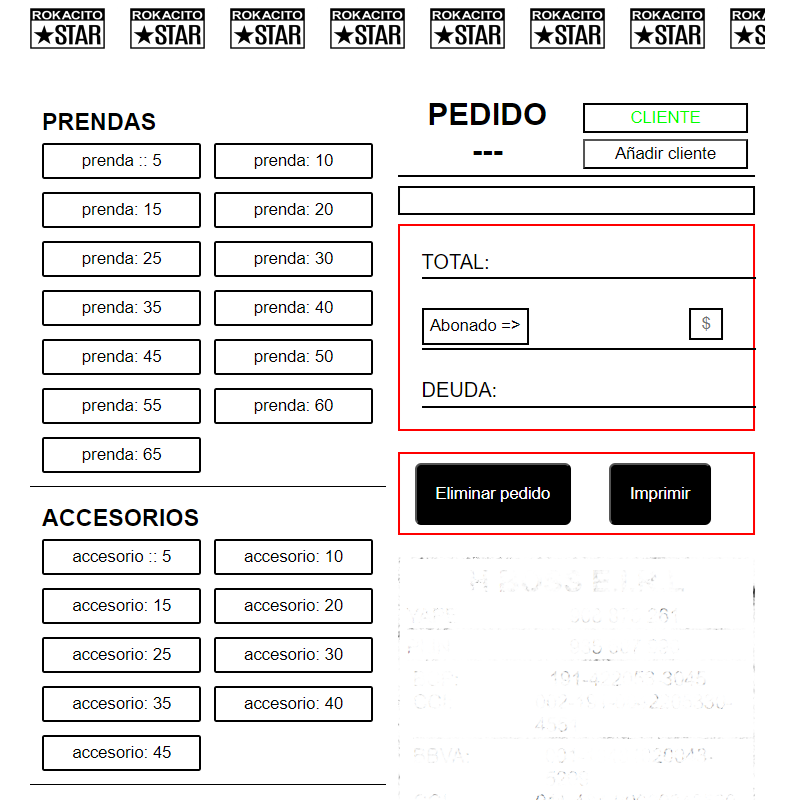 ROKACITO ROKACITO ROKACITO ROKACITO ROKACITO ROKACITO ROKACITO
★STAR ★STAR ★STAR ★STAR ★STAR ★STAR ★STAR
PRENDAS
prenda :: 5 prenda: 10
prenda: 15 prenda: 20
prenda: 25 prenda: 30
prenda: 35 prenda: 40
prenda: 45 prenda: 50
prenda: 55 prenda: 60
prenda: 65
ACCESORIOS
accesorio :: 5 accesorio: 10
accesorio: 15 accesorio: 20
accesorio: 25 accesorio: 30
accesorio: 35 accesorio: 40
accesorio: 45
PEDIDO
---
CLIENTE
Añadir cliente
TOTAL:
Abonado => $
DEUDA:
Eliminar pedido Imprimir
BBVA: